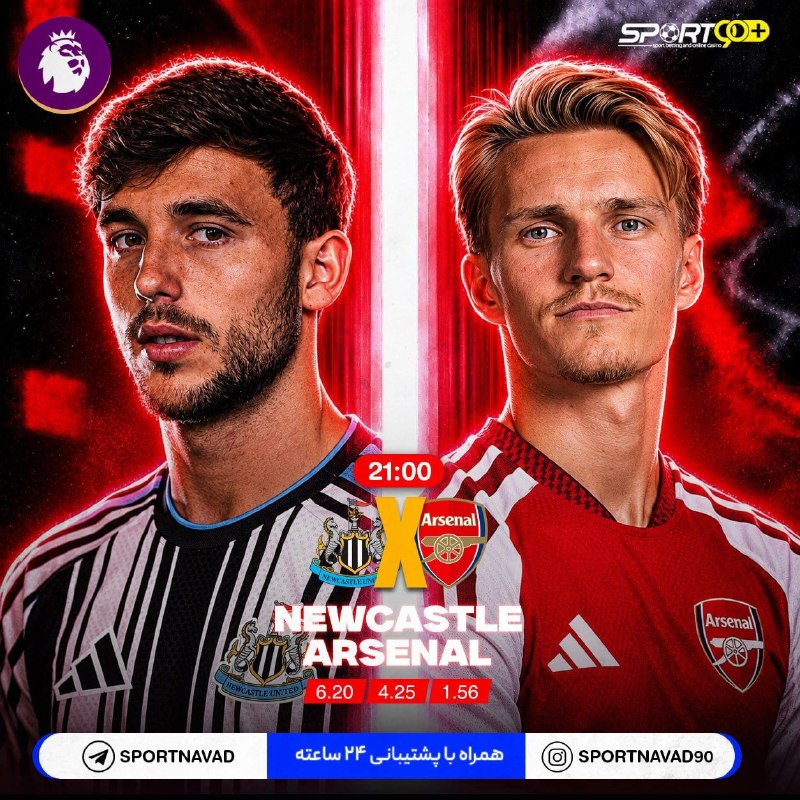 SPORT90+
sport betting and online casino
21:00
X
NEWCASTLE UNITED
Arsenal
NEWCASTLE
ARSENAL
6.20 4.25 1.56
NEWCASTLE UNITED
Arsenal
SPORTNAVAD
همراه با پشتیبانی ۲۴ ساعته
SPORTNAVAD90